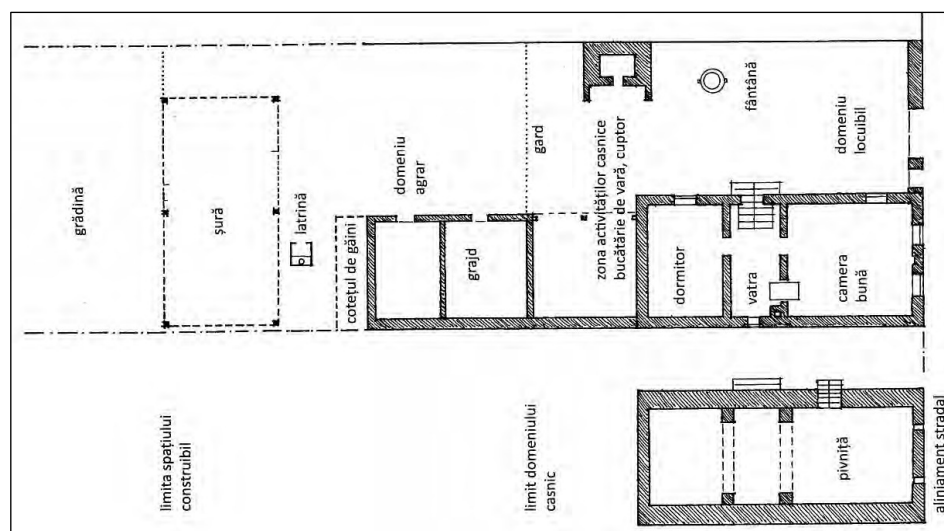 grădină
șură
latrină
cotețul de găini
domeniu
agrar
grajd
gard
zona activităților casnice
bucătărie de vară, cuptor
fântână
domeniu
locuibil
dormitor
vatra
camera
bună
limita spațiului
construibil
limit domeniului
casnic
pivniță
aliniament stradal